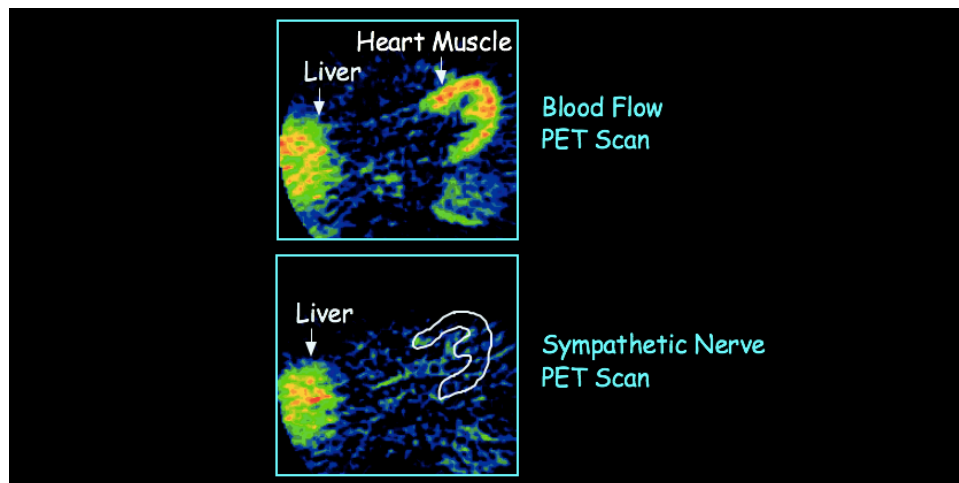 Heart Muscle
Liver
Blood Flow
PET Scan
Liver
Sympathetic Nerve
PET Scan